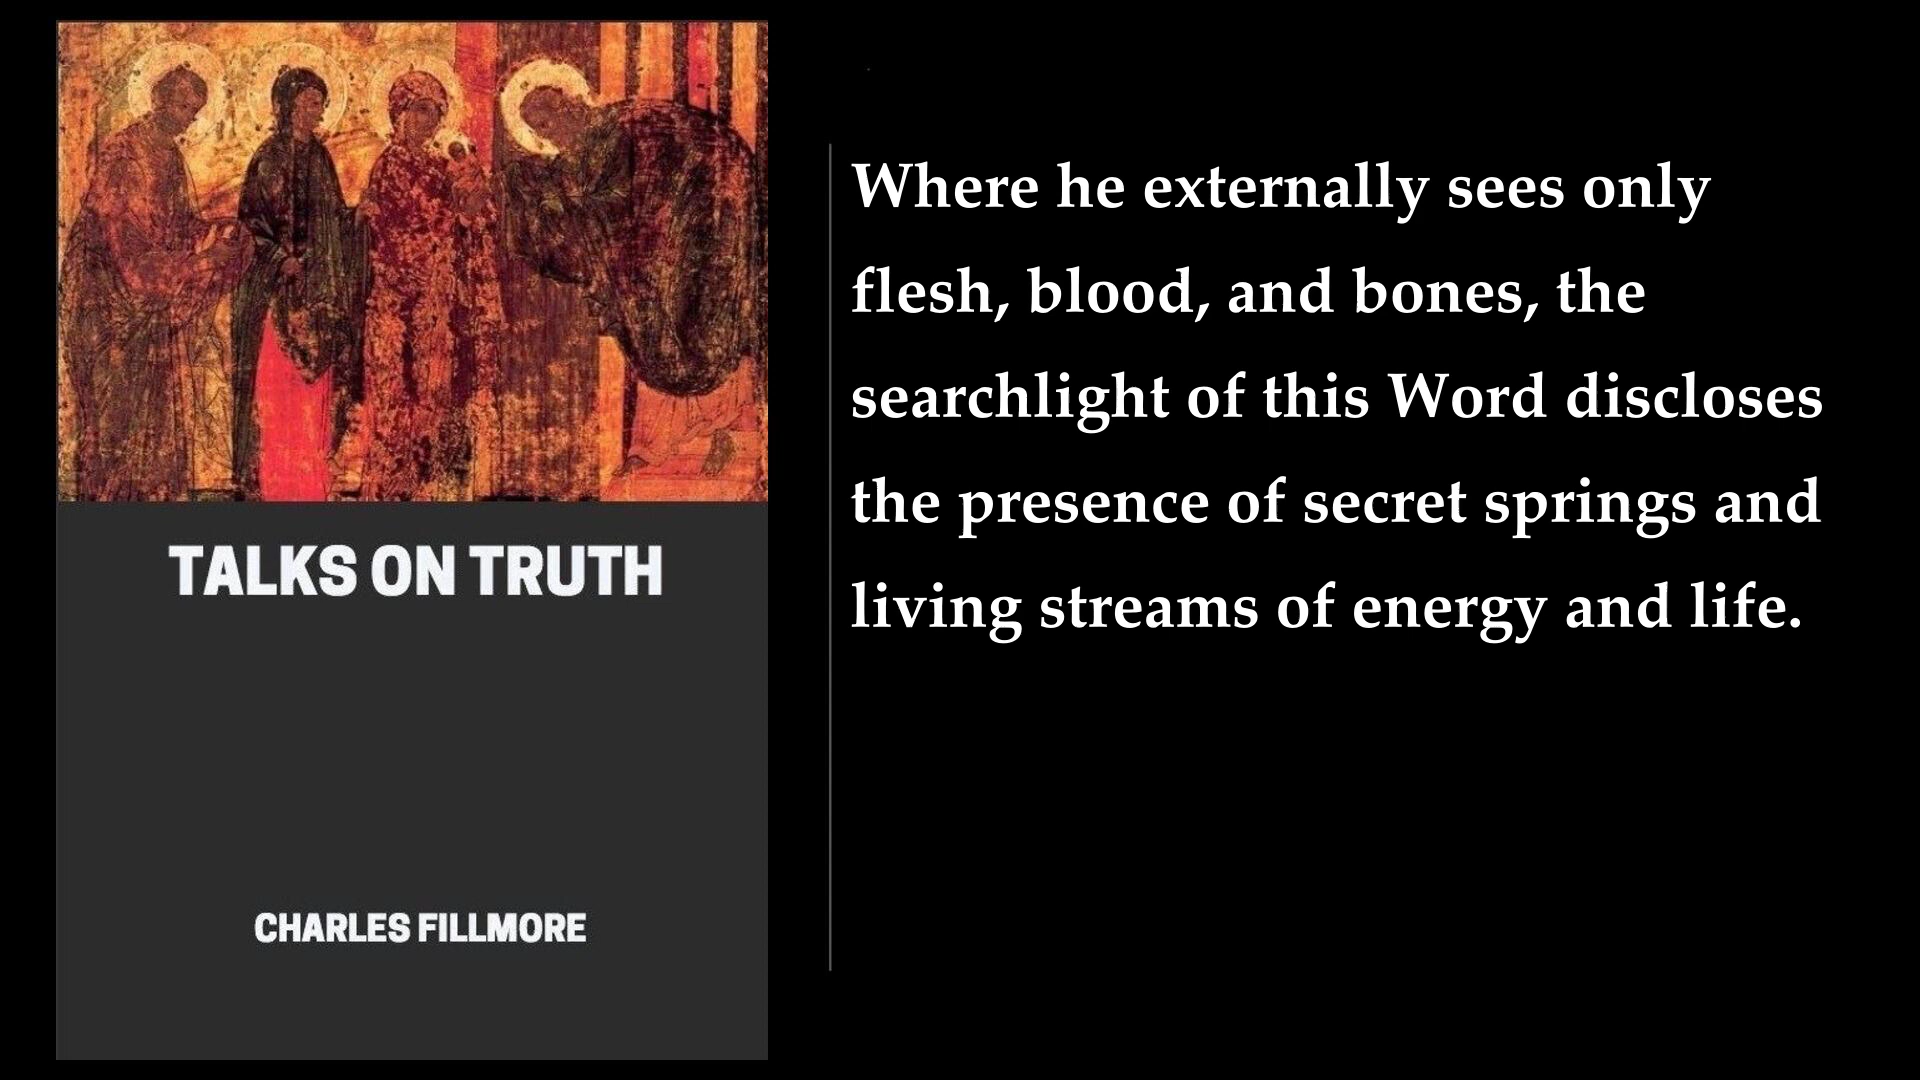 TALKS ON TRUTH
CHARLES FILLMORE
Where he externally sees only
flesh, blood, and bones, the
searchlight of this Word discloses
the presence of secret springs and
living streams of energy and life.